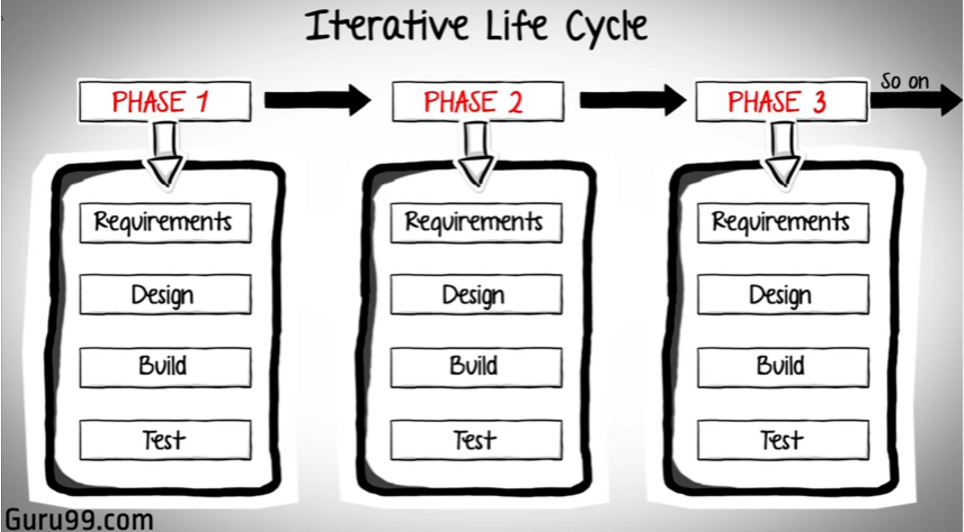 Iterative Life Cycle
PHASE 1
PHASE 2
PHASE 3
So on
Requirements
Design
Build
Test
Requirements
Design
Build
Test
Requirements
Design
Build
Test
Guru99.com